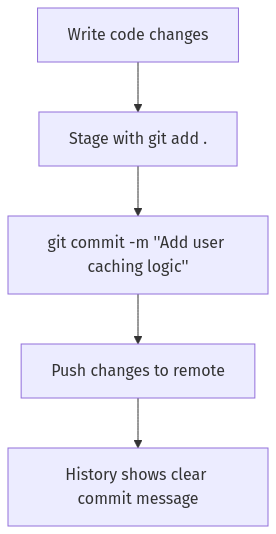 Write code changes
Stage with git add .
git commit -m "Add user
caching logic"
Push changes to remote
History shows clear
commit message